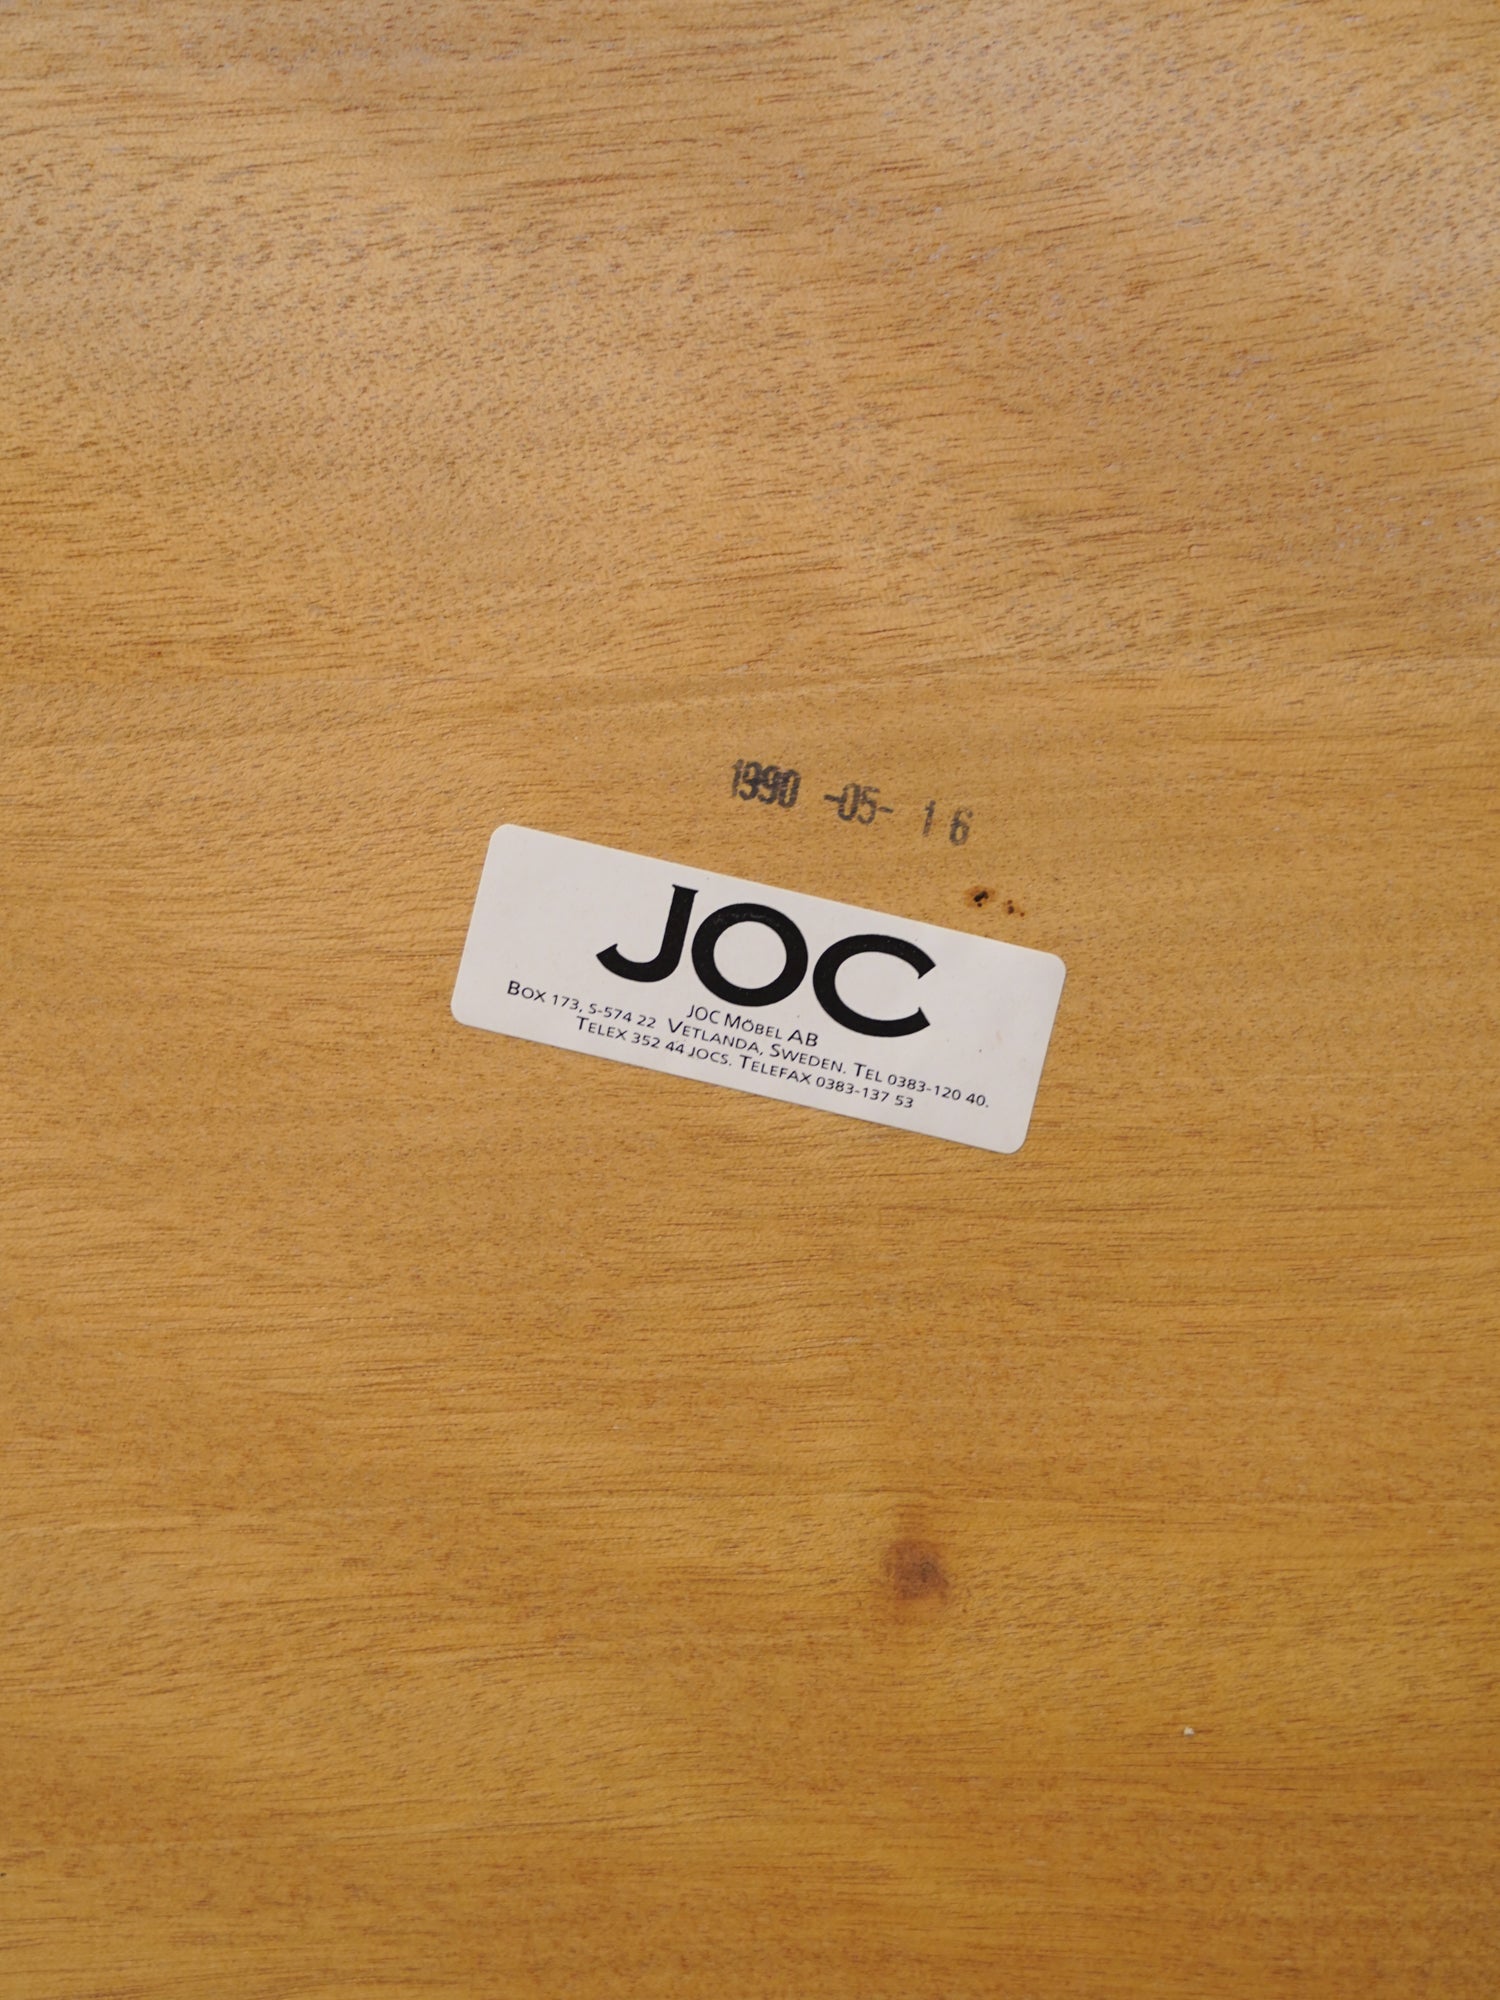 1990 -05- 16
JOC
JOC MÖBEL AB
BOX 173, S-574 22 VETLANDA, SWEDEN. TEL 0383-120 40.
TELEX 352 44 JOCS. TELEFAX 0383-137 53